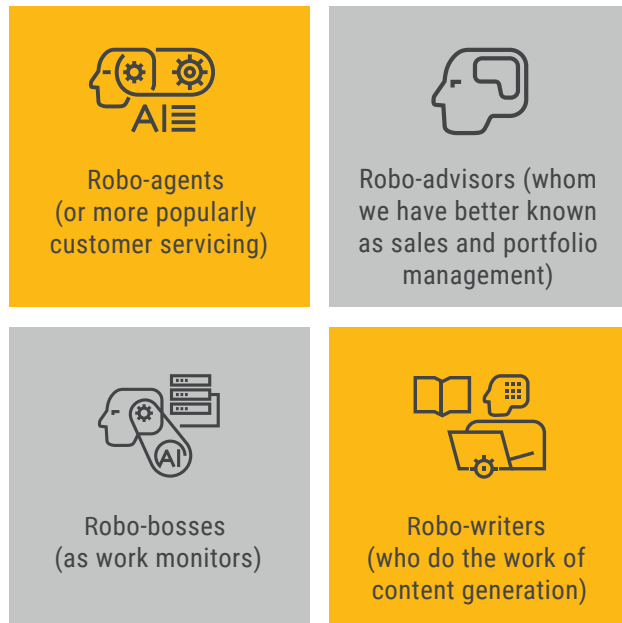 AI
Robo-agents
(or more popularly
customer servicing)
Robo-advisors (whom
we have better known
as sales and portfolio
management)
AI
Robo-bosses
(as work monitors)
Robo-writers
(who do the work of
content generation)